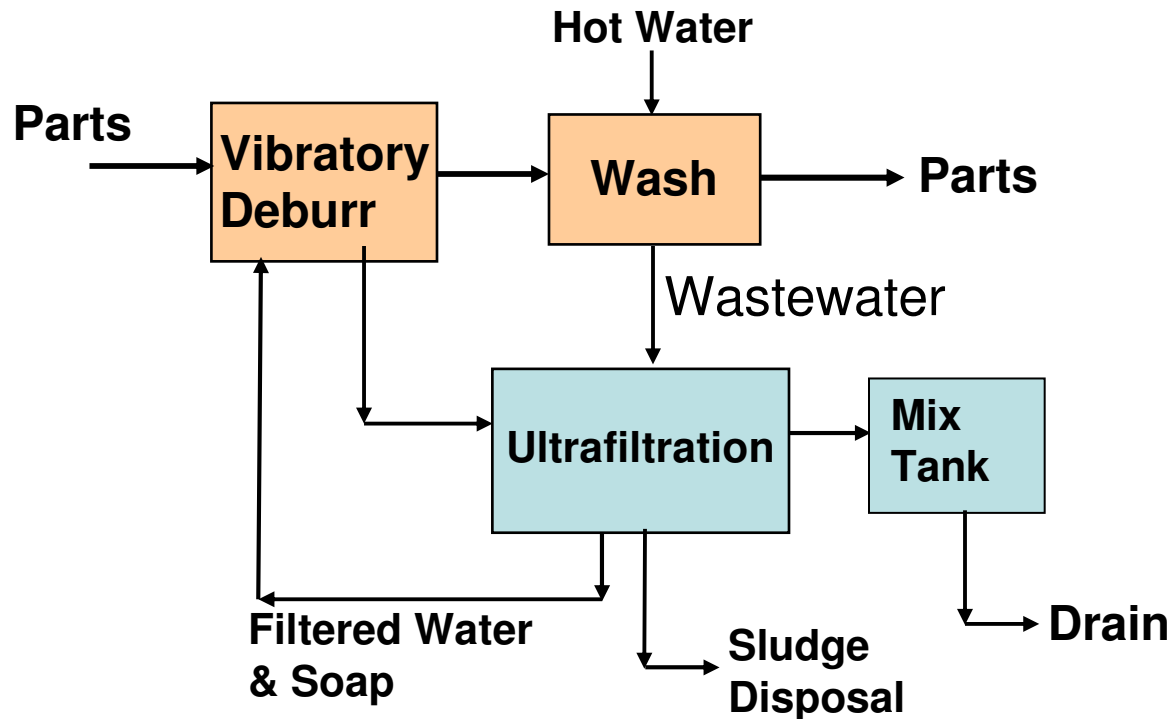 Hot Water
Parts
Vibratory
Deburr
Wash
Parts
Wastewater
Ultrafiltration
Mix
Tank
Filtered Water
& Soap
Sludge
Disposal
Drain